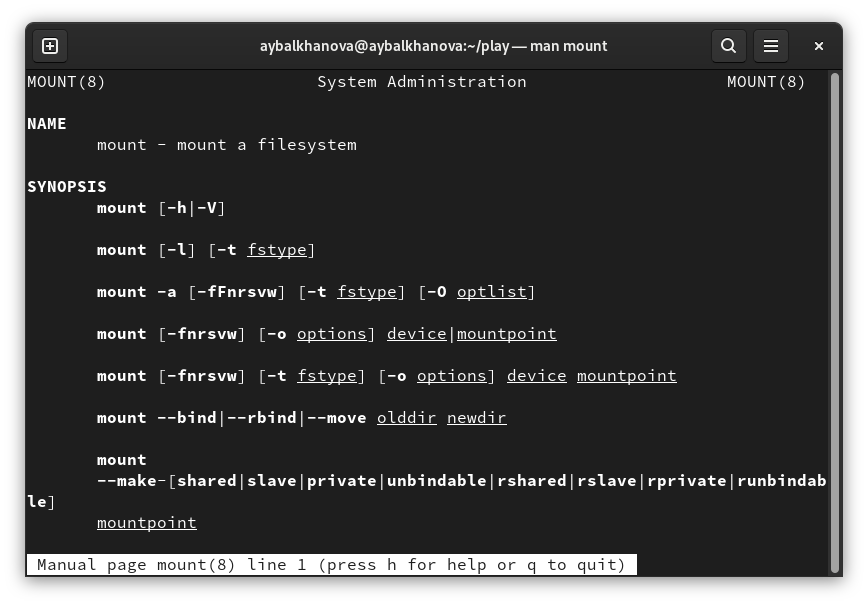 aybalkhanova@aybalkhanova:~/play — man mount
MOUNT(8) System Administration MOUNT(8)
NAME
mount - mount a filesystem
SYNOPSIS
mount [-h|-V]
mount [-l] [-t fstype]
mount -a [-fFnrsvw] [-t fstype] [-O optlist]
mount [-fnrsvw] [-o options] device|mountpoint
mount [-fnrsvw] [-t fstype] [-o options] device mountpoint
mount --bind|--rbind|--move olddir newdir
mount
--make-[shared|slave|private|unbindable|rshared|rslave|rprivate|runbindab
le]
mountpoint
Manual page mount(8) line 1 (press h for help or q to quit)